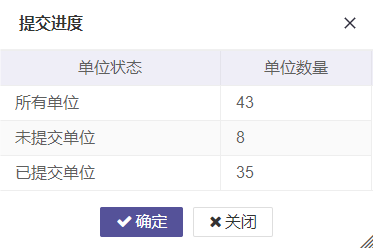 提交进度
单位状态 单位数量
所有单位 43
未提交单位 8
已提交单位 35
确定 关闭